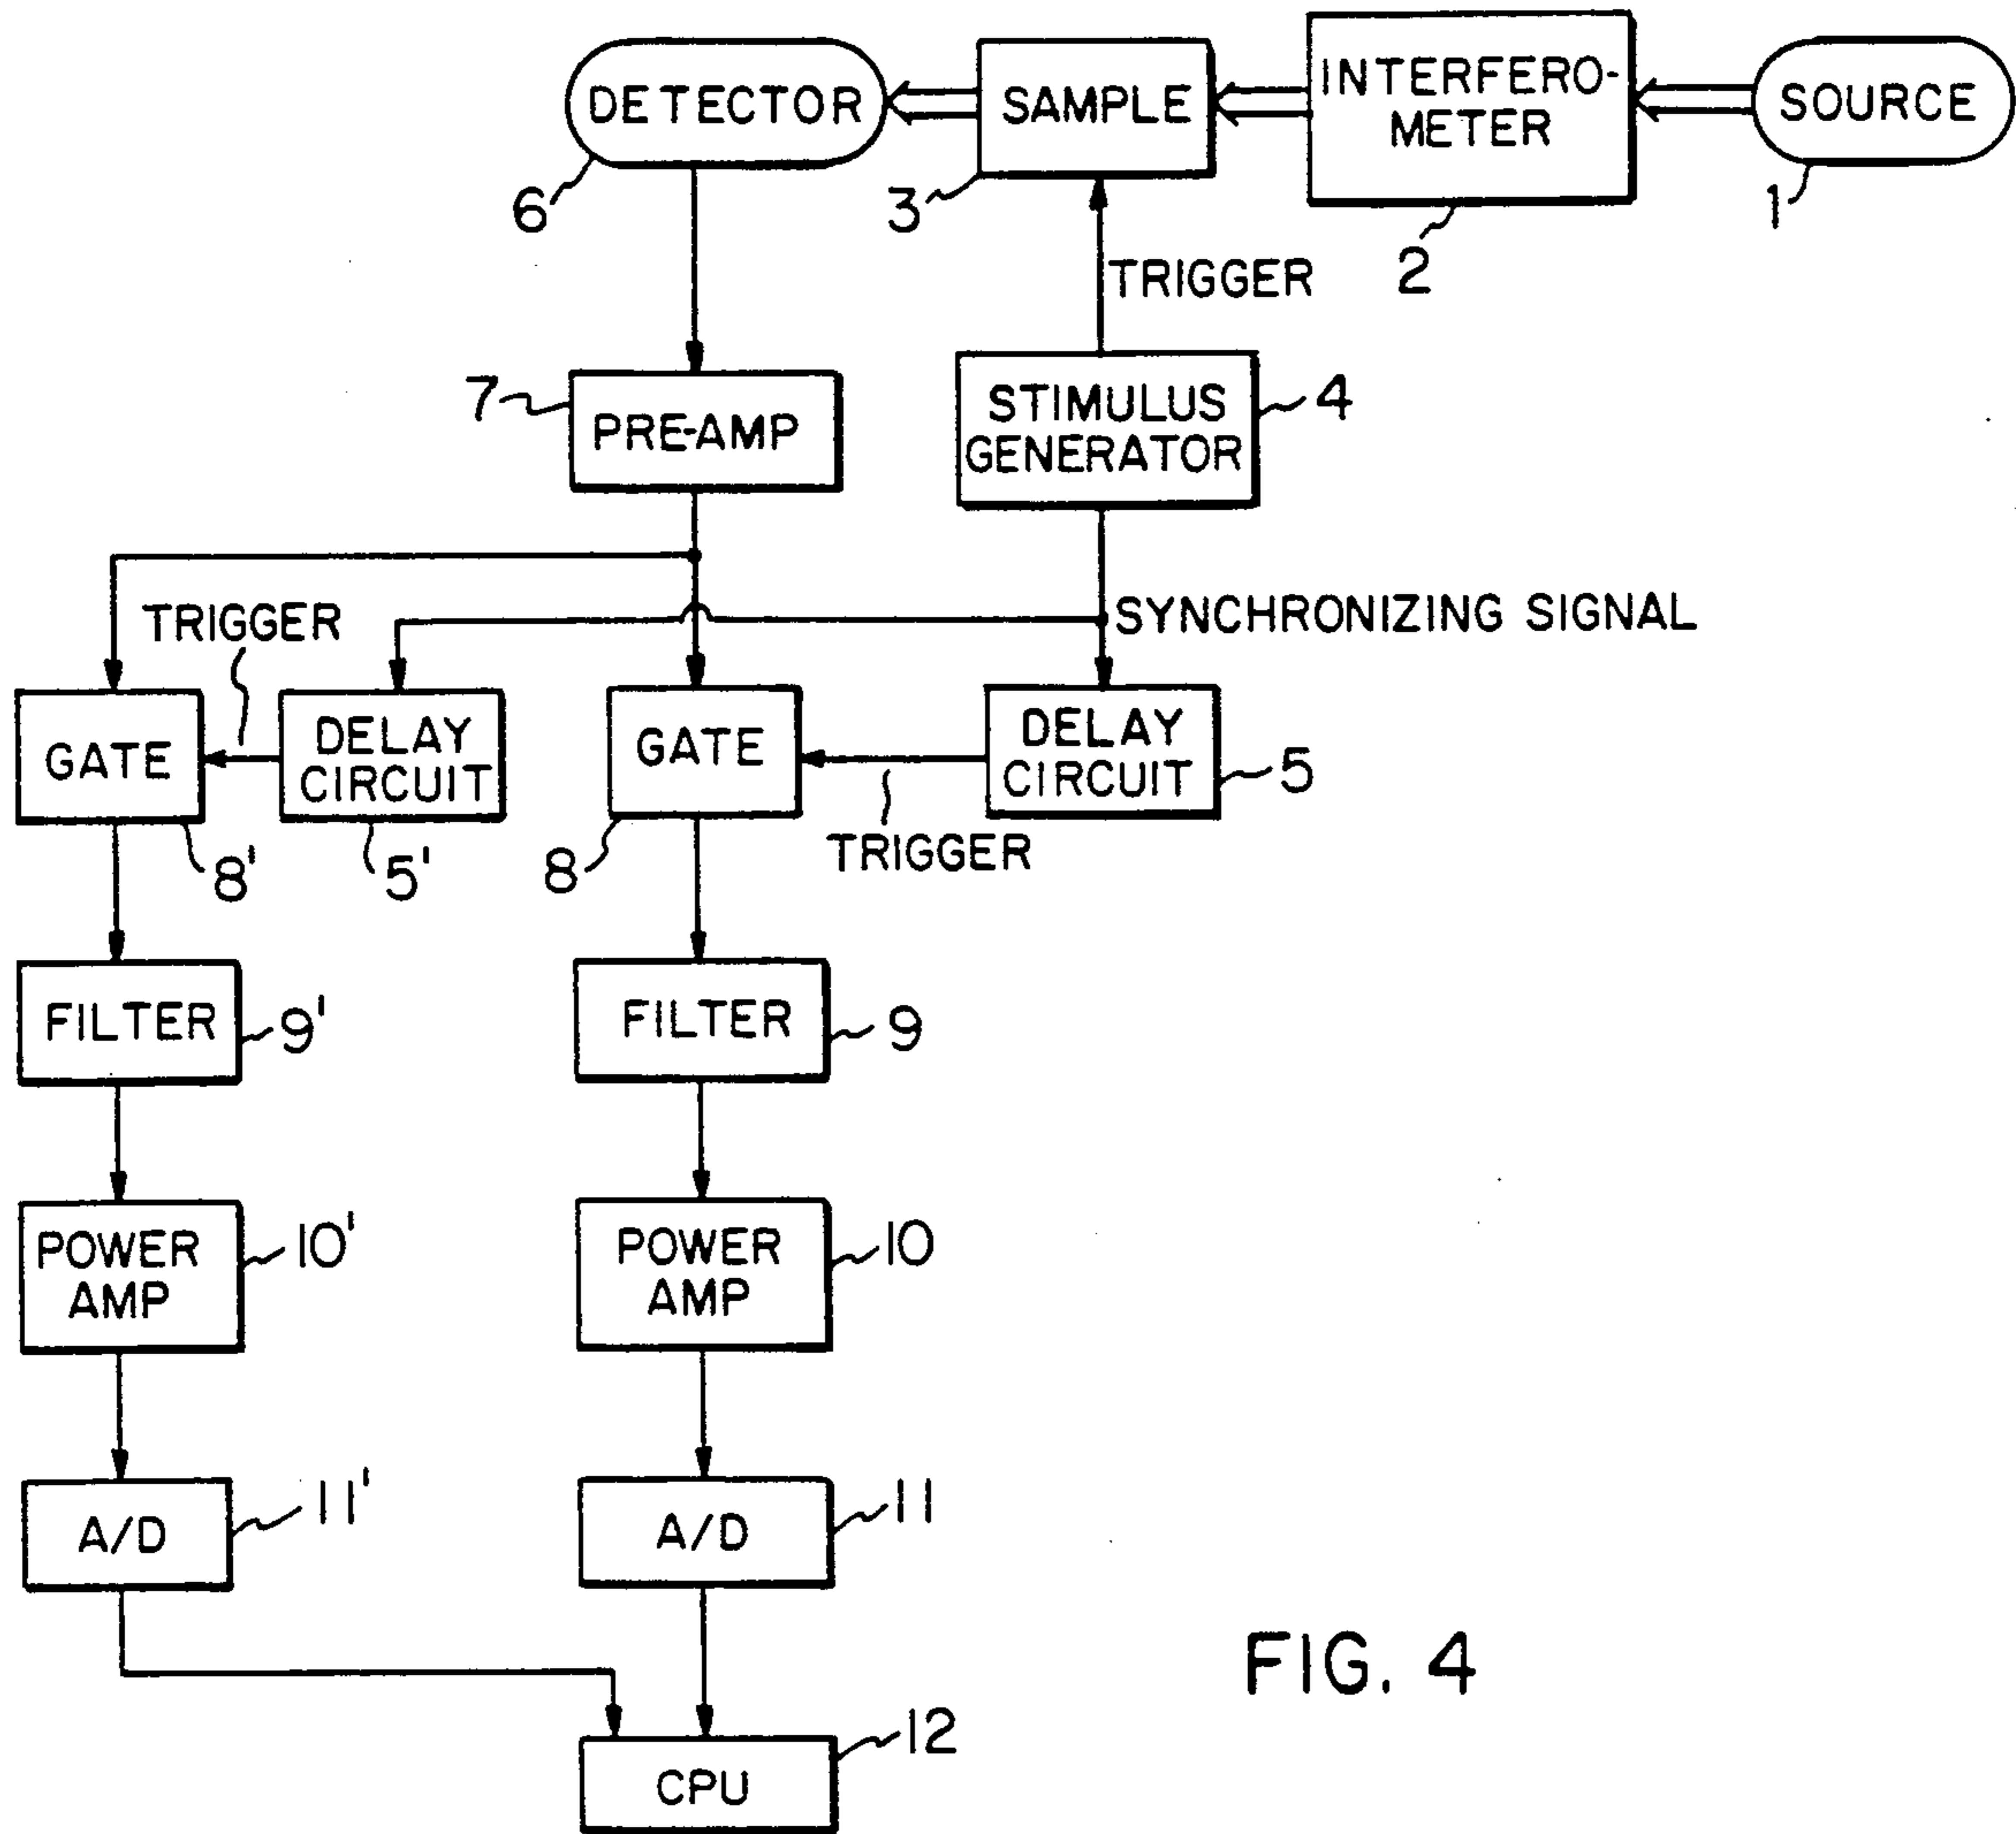 DETECTOR
SAMPLE
INTERFERO-
METER
SOURCE
6
3
2
1
TRIGGER
7
PRE-AMP
STIMULUS
GENERATOR
4
TRIGGER
SYNCHRONIZING SIGNAL
GATE
DELAY
CIRCUIT
GATE
DELAY
CIRCUIT
5
8'
5'
8
TRIGGER
FILTER
9'
FILTER
9
POWER
AMP
10'
POWER
AMP
10
A/D
11'
A/D
11
FIG. 4
CPU
12